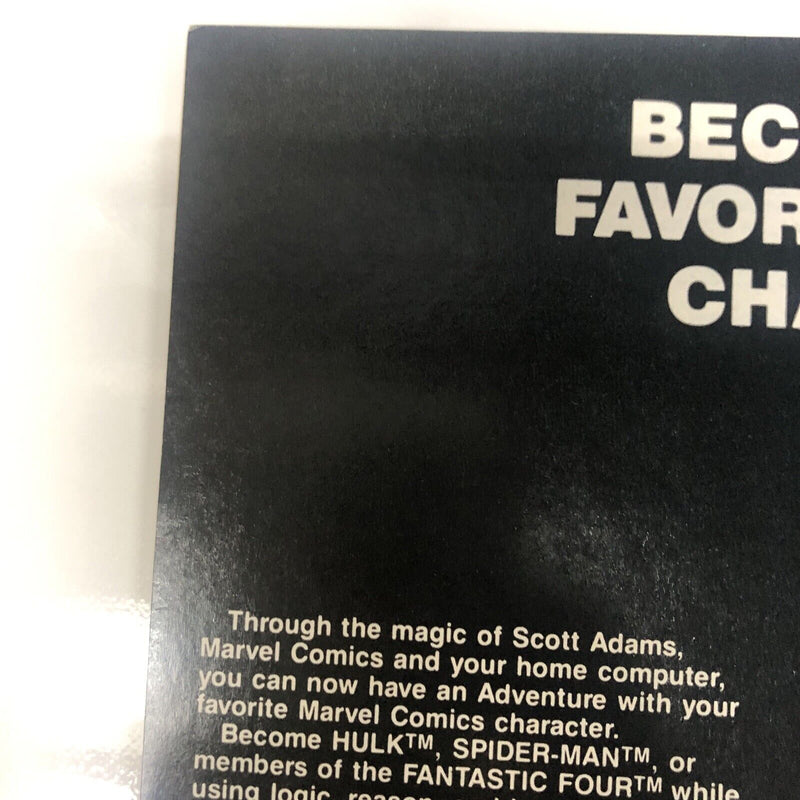 BEC
FAVOR
CHA
Through the magic of Scott Adams,
Marvel Comics and your home computer,
you can now have an Adventure with your
favorite Marvel Comics character.
Become HULK™, SPIDER-MAN™, or
members of the FANTASTIC FOUR™ while
using logic,